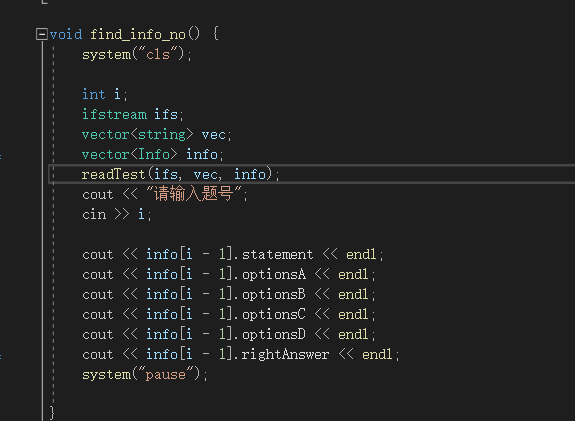 void find_info_no() {
system("cls");
int i;
ifstream ifs;
vector<string> vec;
vector<Info> info;
readTest(ifs, vec, info);
cout << "请输入题号";
cin >> i;
cout << info[i - 1].statement << endl;
cout << info[i - 1].optionsA << endl;
cout << info[i - 1].optionsB << endl;
cout << info[i - 1].optionsC << endl;
cout << info[i - 1].optionsD << endl;
cout << info[i - 1].rightAnswer << endl;
system("pause");
}